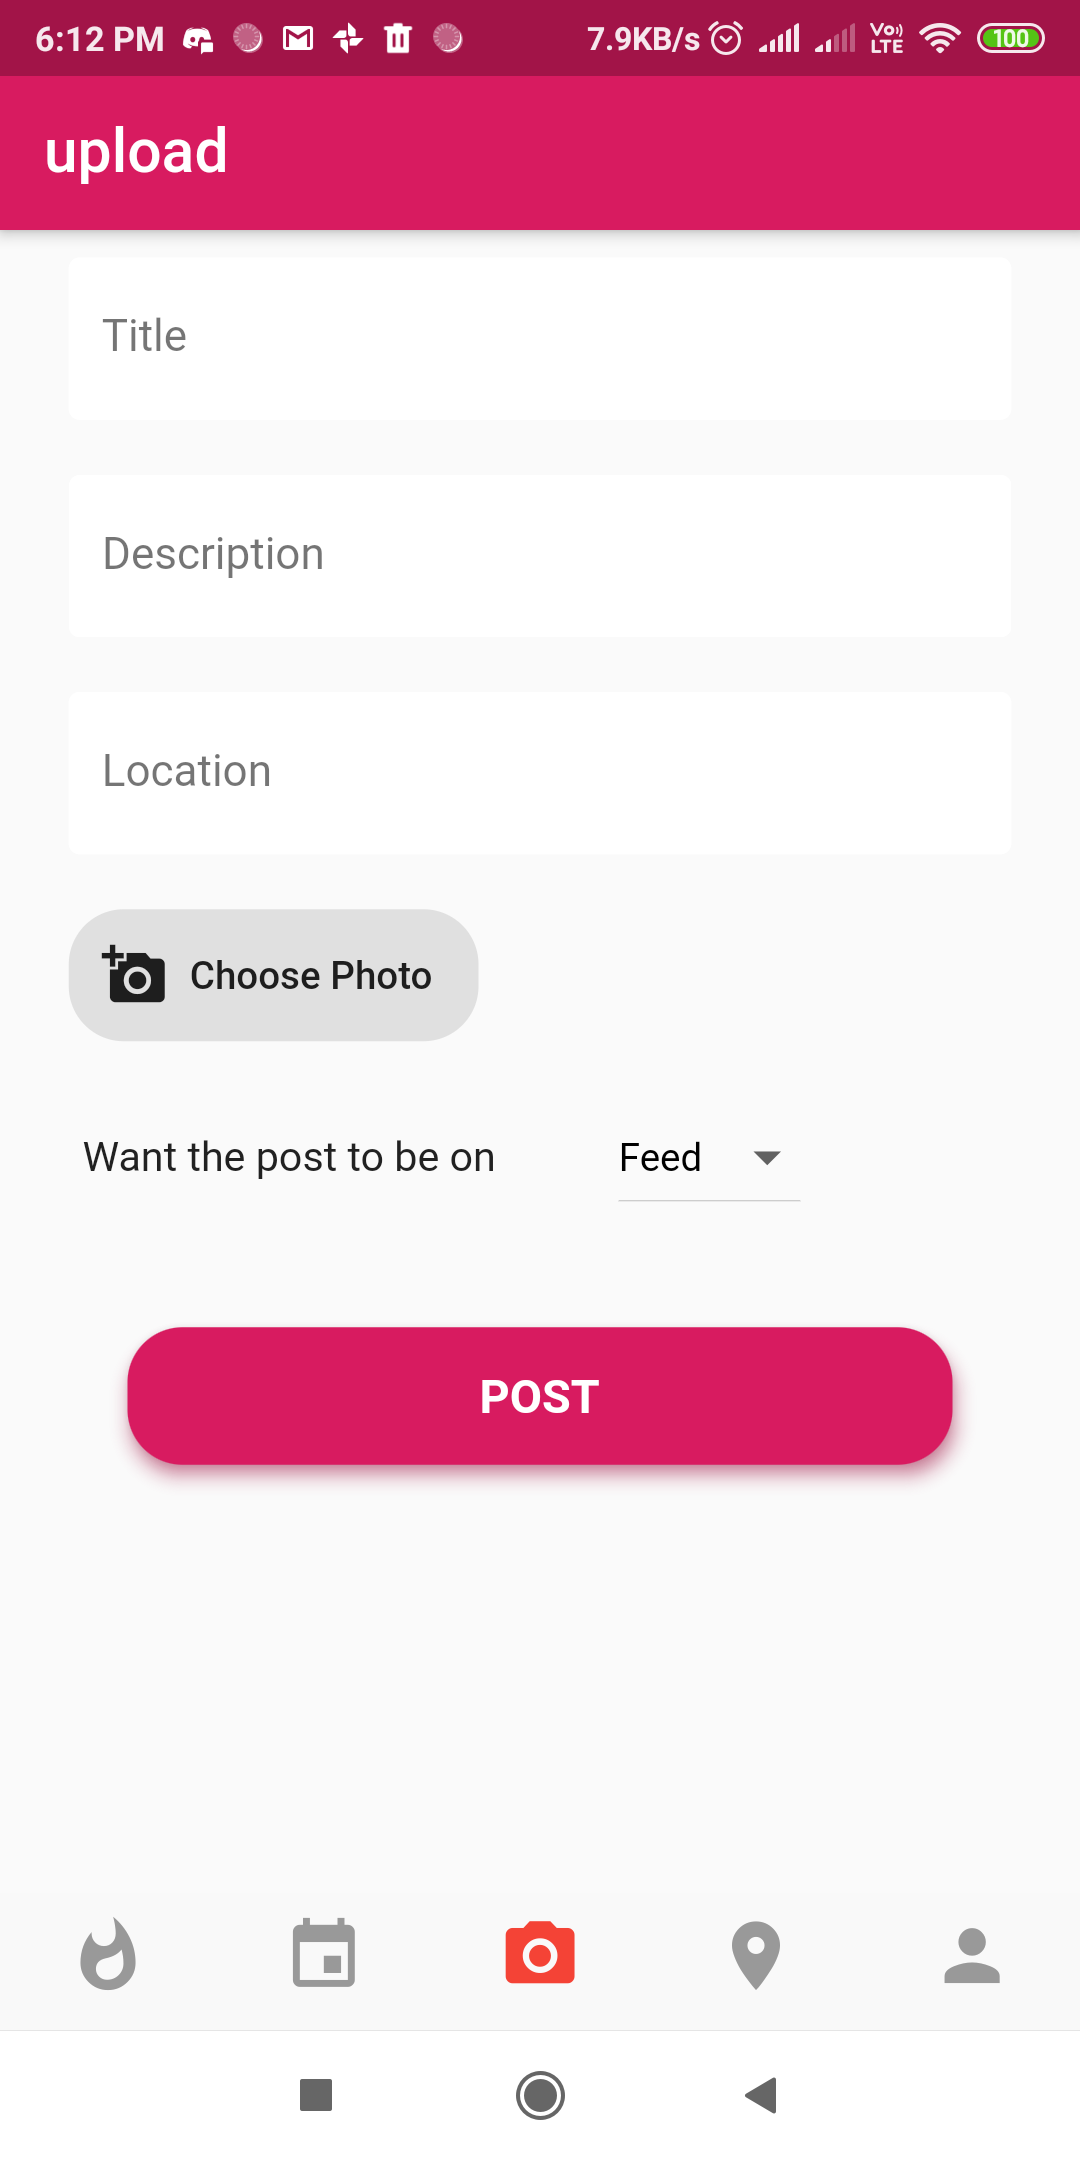 6:12 PM 7.9KB/s Vo) LTE 100
upload
Title
Description
Location
Choose Photo
Want the post to be on Feed
POST